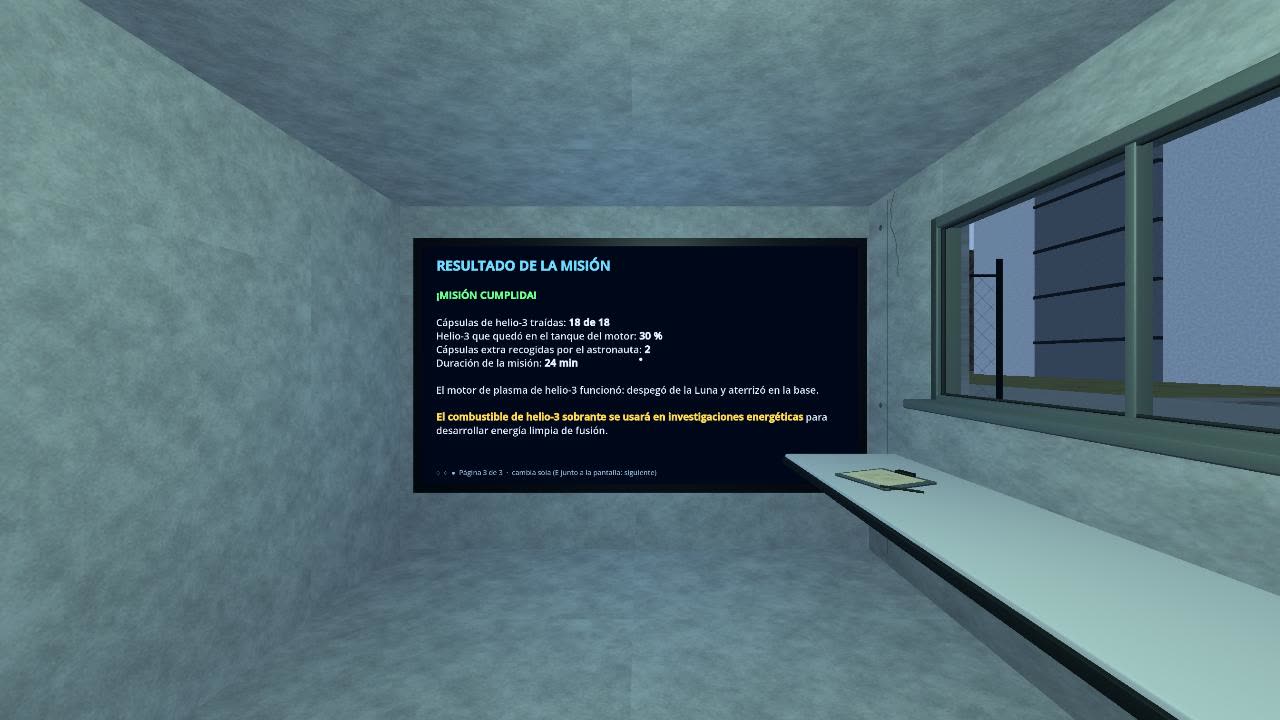 RESULTADO DE LA MISIÓN
¡MISIÓN CUMPLIDA!
Cápsulas de helio-3 traídas: 18 de 18
Helio-3 que quedó en el tanque del motor: 30 %
Cápsulas extra recogidas por el astronauta: 2
Duración de la misión: 24 min
El motor de plasma de helio-3 funcionó: despegó de la Luna y aterrizó en la base.
El combustible de helio-3 sobrante se usará en investigaciones energéticas para
desarrollar energía limpia de fusión.
○ ○ ● Página 3 de 3 · cambia sola (E junto a la pantalla: siguiente)